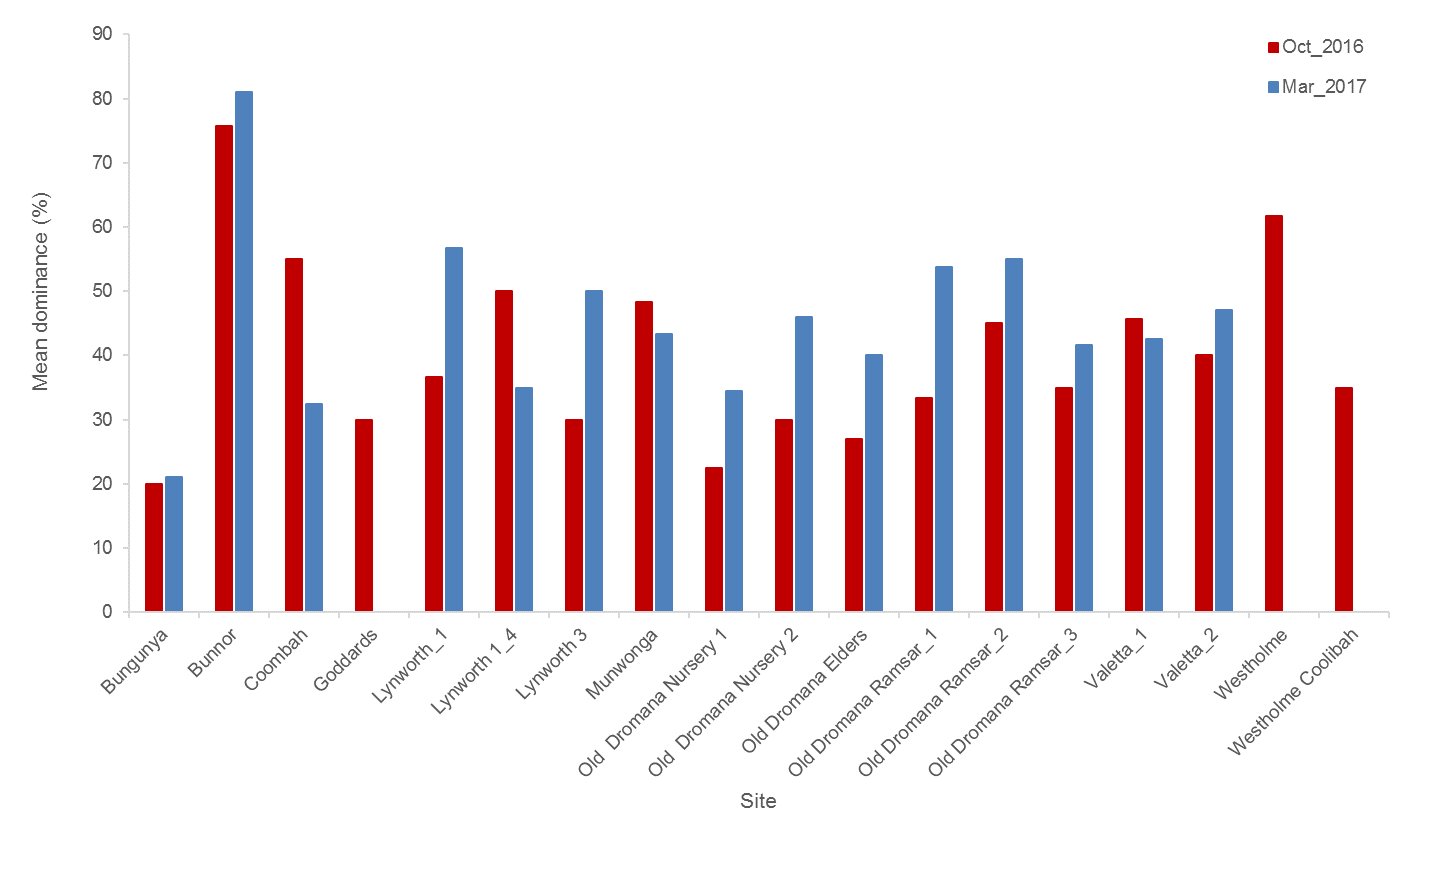 90
80
70
60
50
40
30
20
10
0
Mean dominance (%)
Oct_2016
Mar_2017
Bungunya
Bunnor
Coombah
Goddards
Lynworth_1
Lynworth 1_4
Lynworth 3
Munwonga
Old  Dromana Nursery 1
Old  Dromana Nursery 2
Old Dromana Elders
Old Dromana Ramsar_1
Old Dromana Ramsar_2
Old Dromana Ramsar_3
Valetta_1
Valetta_2
Westholme
Westholme Coolibah
Site